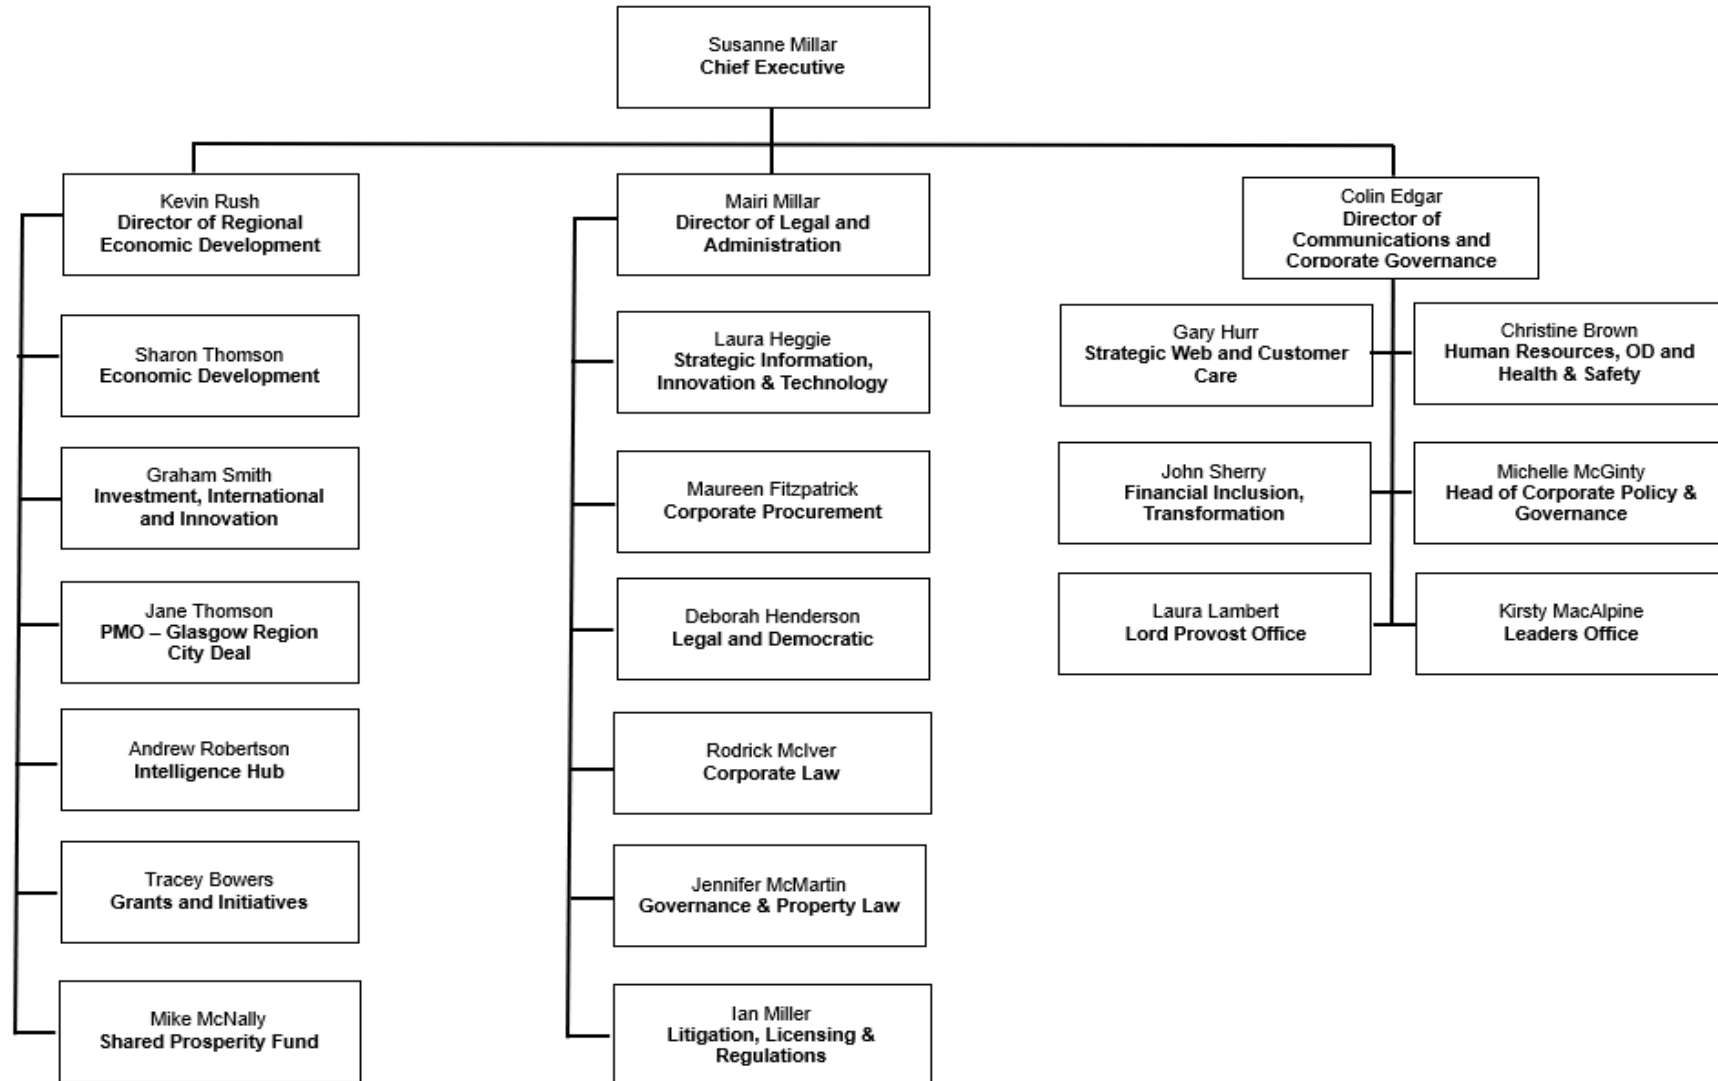 Susanne Millar
Chief Executive
Kevin Rush
Director of Regional
Economic Development
Mairi Millar
Director of Legal and
Administration
Colin Edgar
Director of
Communications and
Corporate Governance
Sharon Thomson
Economic Development
Graham Smith
Investment, International
and Innovation
Jane Thomson
PMO – Glasgow Region
City Deal
Andrew Robertson
Intelligence Hub
Tracey Bowers
Grants and Initiatives
Mike McNally
Shared Prosperity Fund
Laura Heggie
Strategic Information,
Innovation & Technology
Maureen Fitzpatrick
Corporate Procurement
Deborah Henderson
Legal and Democratic
Rodrick McIver
Corporate Law
Jennifer McMartin
Governance & Property Law
Ian Miller
Litigation, Licensing &
Regulations
Gary Hurr
Strategic Web and Customer
Care
Christine Brown
Human Resources, OD and
Health & Safety
John Sherry
Financial Inclusion,
Transformation
Michelle McGinty
Head of Corporate Policy &
Governance
Laura Lambert
Lord Provost Office
Kirsty MacAlpine
Leaders Office